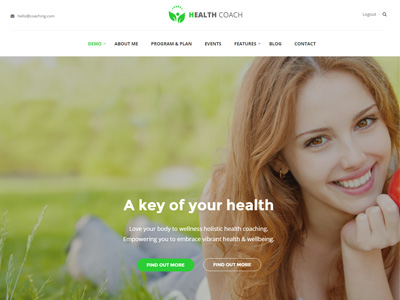 hello@coaching.com
HEALTH COACH
Logout
DEMO ABOUT ME PROGRAM & PLAN EVENTS FEATURES BLOG CONTACT
A key of your health
Love your body to wellness holistic health coaching.
Empowering you to embrace vibrant health & wellbeing.
FIND OUT MORE FIND OUT MORE